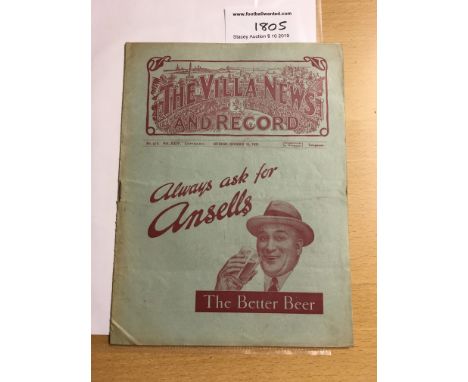 www.footballwanted.com
1805
Stacey Auction 8 10 2019
THE VILLA NEWS
AND RECORD
Always ask for
Ansells
The Better Beer